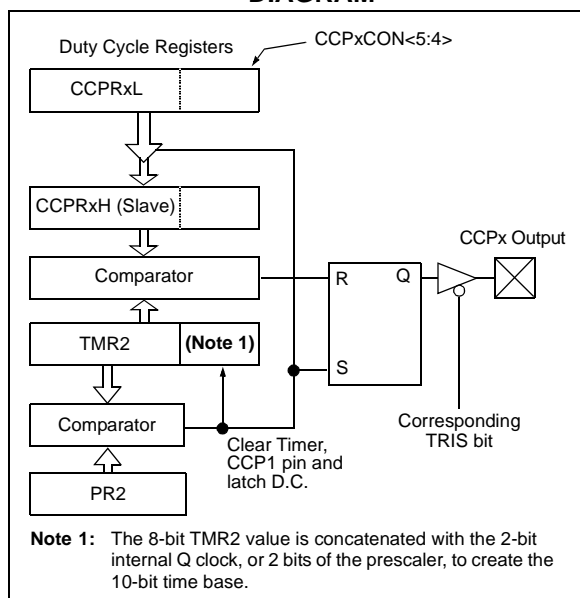 DIAGRAM
Duty Cycle Registers
CCPxCON<5:4>
CCPRxL
CCPRxH (Slave)
CCPx Output
Comparator
R
Q
TMR2
(Note 1)
S
Comparator
Corresponding
TRIS bit
Clear Timer,
CCP1 pin and
latch D.C.
PR2
Note 1: The 8-bit TMR2 value is concatenated with the 2-bit
internal Q clock, or 2 bits of the prescaler, to create the
10-bit time base.